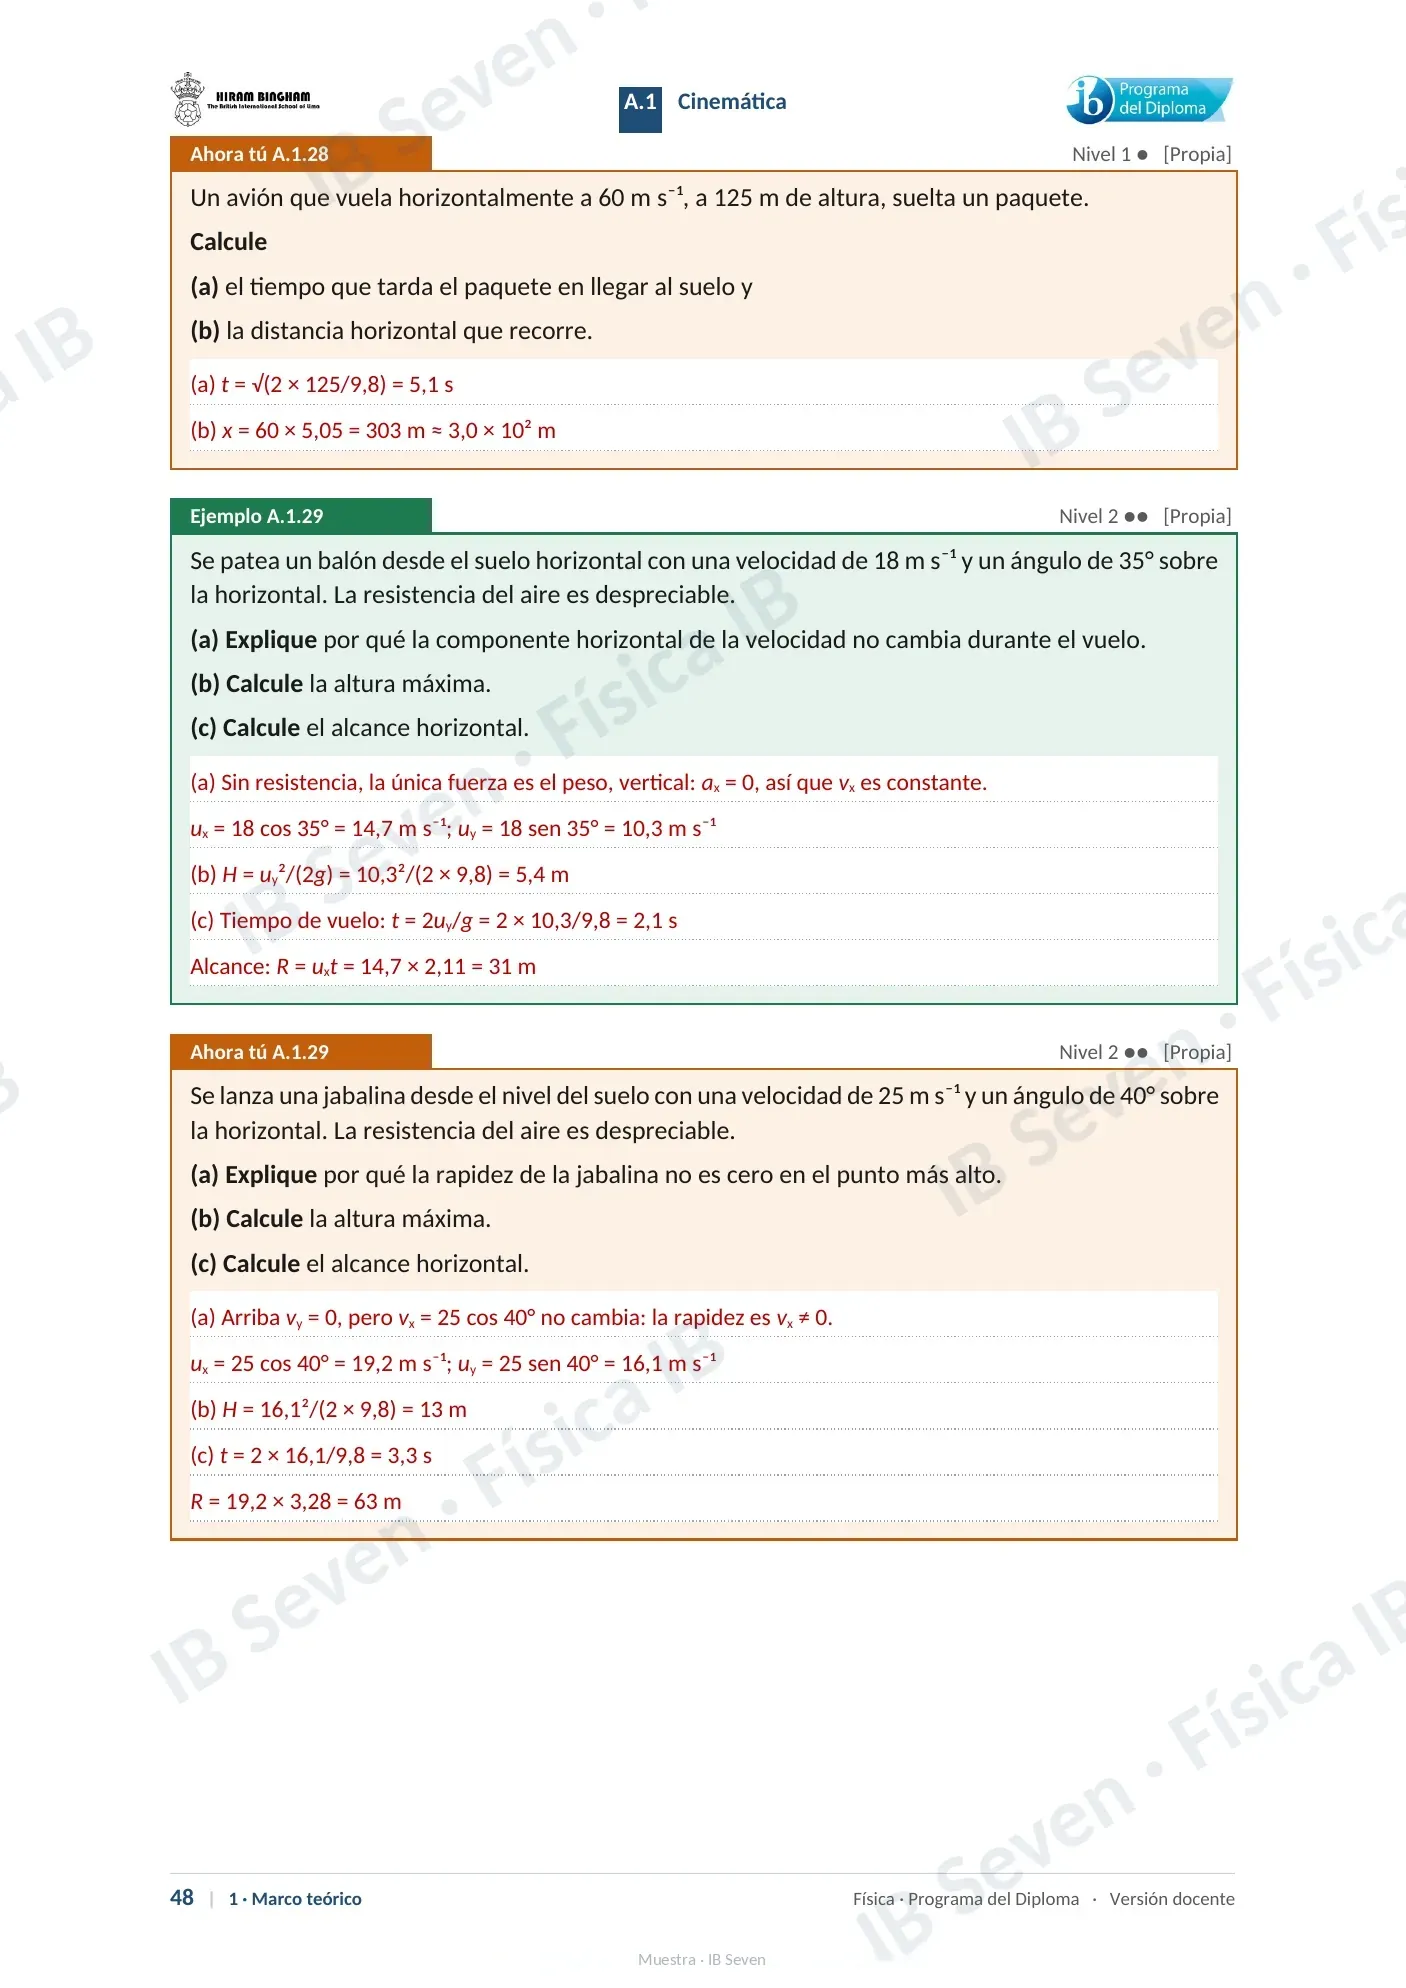 HIRAM BINGHAM
The British International School of Lima
A.1 Cinemática
ib Programa
del Diploma
Ahora tú A.1.28 Nivel 1 ● [Propia]
Un avión que vuela horizontalmente a 60 m s⁻¹, a 125 m de altura, suelta un paquete.
Calcule
(a) el tiempo que tarda el paquete en llegar al suelo y
(b) la distancia horizontal que recorre.
(a) t = √(2 × 125/9,8) = 5,1 s
(b) x = 60 × 5,05 = 303 m ≈ 3,0 × 10² m
Ejemplo A.1.29 Nivel 2 ●● [Propia]
Se patea un balón desde el suelo horizontal con una velocidad de 18 m s⁻¹ y un ángulo de 35° sobre
la horizontal. La resistencia del aire es despreciable.
(a) Explique por qué la componente horizontal de la velocidad no cambia durante el vuelo.
(b) Calcule la altura máxima.
(c) Calcule el alcance horizontal.
(a) Sin resistencia, la única fuerza es el peso, vertical: aₓ = 0, así que vₓ es constante.
uₓ = 18 cos 35° = 14,7 m s⁻¹; uᵧ = 18 sen 35° = 10,3 m s⁻¹
(b) H = uᵧ²/(2g) = 10,3²/(2 × 9,8) = 5,4 m
(c) Tiempo de vuelo: t = 2uᵧ/g = 2 × 10,3/9,8 = 2,1 s
Alcance: R = uₓt = 14,7 × 2,11 = 31 m
Ahora tú A.1.29 Nivel 2 ●● [Propia]
Se lanza una jabalina desde el nivel del suelo con una velocidad de 25 m s⁻¹ y un ángulo de 40° sobre
la horizontal. La resistencia del aire es despreciable.
(a) Explique por qué la rapidez de la jabalina no es cero en el punto más alto.
(b) Calcule la altura máxima.
(c) Calcule el alcance horizontal.
(a) Arriba vᵧ = 0, pero vₓ = 25 cos 40° no cambia: la rapidez es vₓ ≠ 0.
uₓ = 25 cos 40° = 19,2 m s⁻¹; uᵧ = 25 sen 40° = 16,1 m s⁻¹
(b) H = 16,1²/(2 × 9,8) = 13 m
(c) t = 2 × 16,1/9,8 = 3,3 s
R = 19,2 × 3,28 = 63 m
48 | 1 · Marco teórico Física · Programa del Diploma · Versión docente
Muestra · IB Seven
IB Seven · Física IB